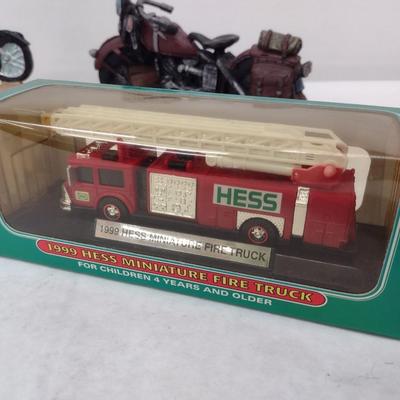 HESS
1999 HESS MINIATURE FIRE TRUCK
1999 HESS MINIATURE FIRE TRUCK
FOR CHILDREN 4 YEARS AND OLDER